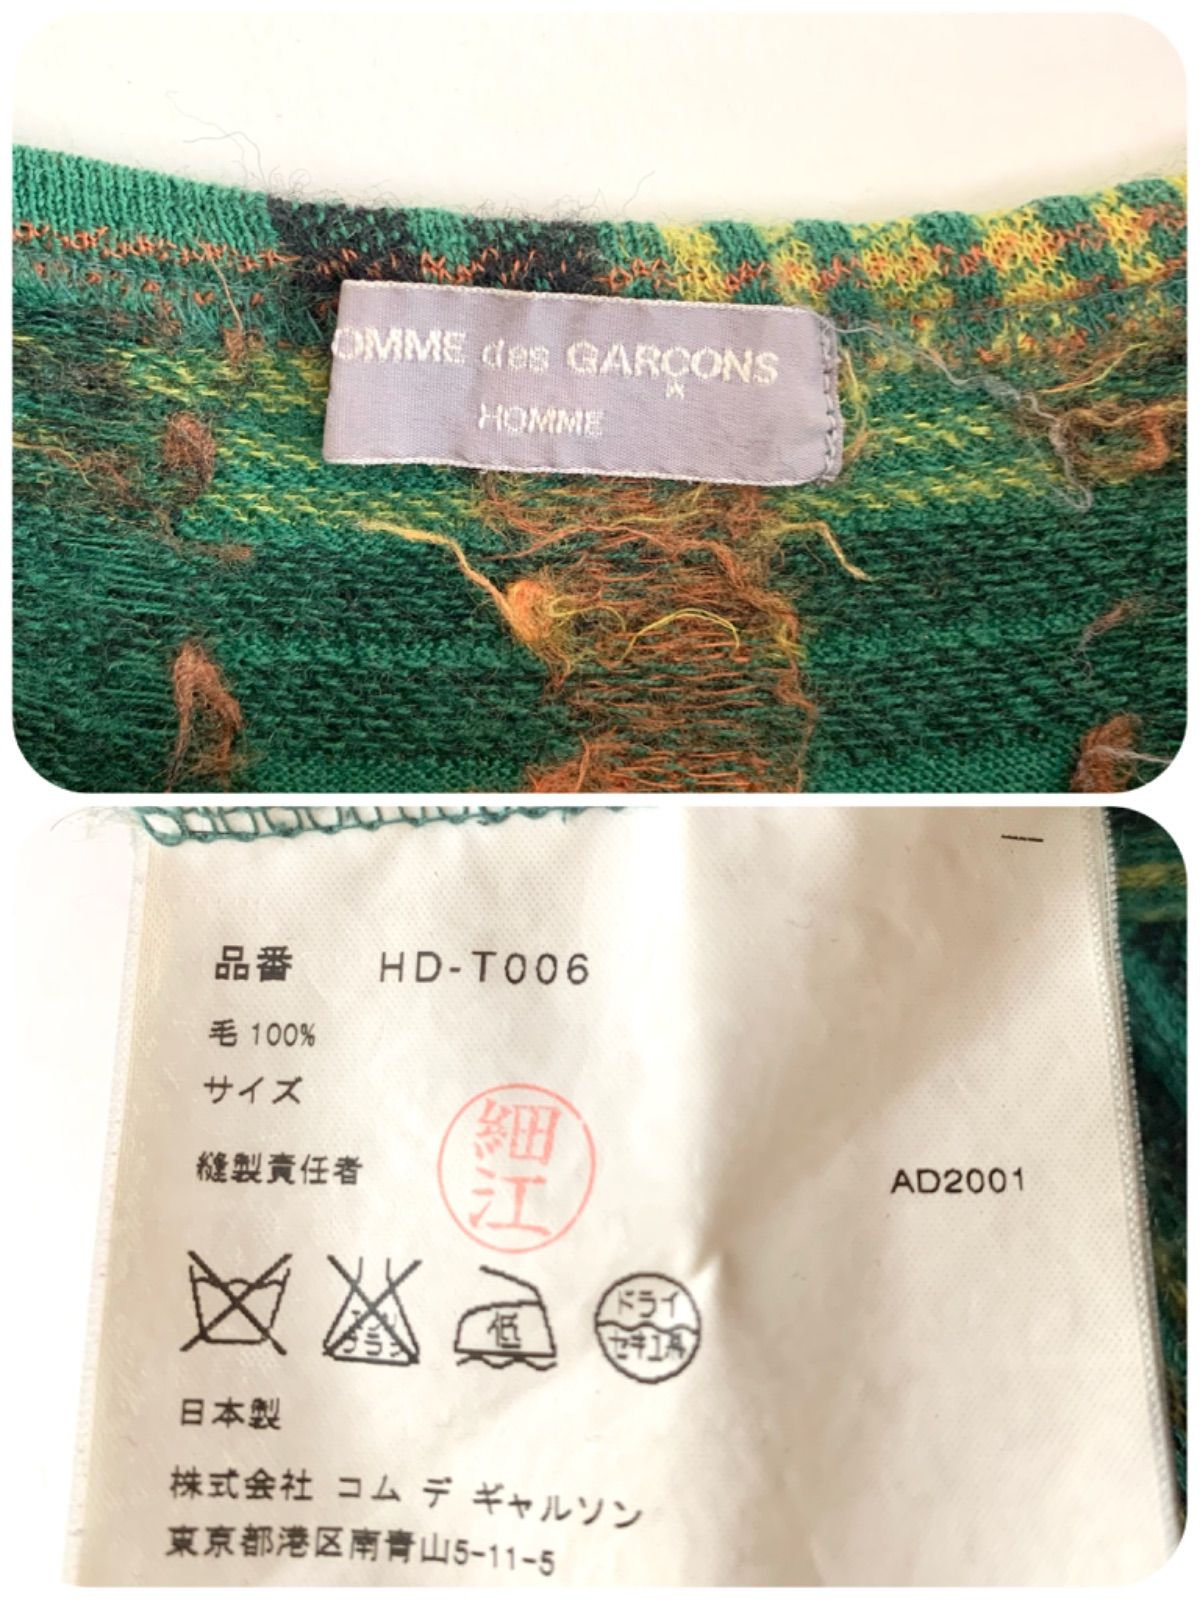 OMME des GARÇONS
HOMME
品番 HD-T006
毛 100%
サイズ
縫製責任者
細江
AD2001
低
ドライ
セキユ系
日本製
株式会社 コム デ ギャルソン
東京都港区南青山5-11-5